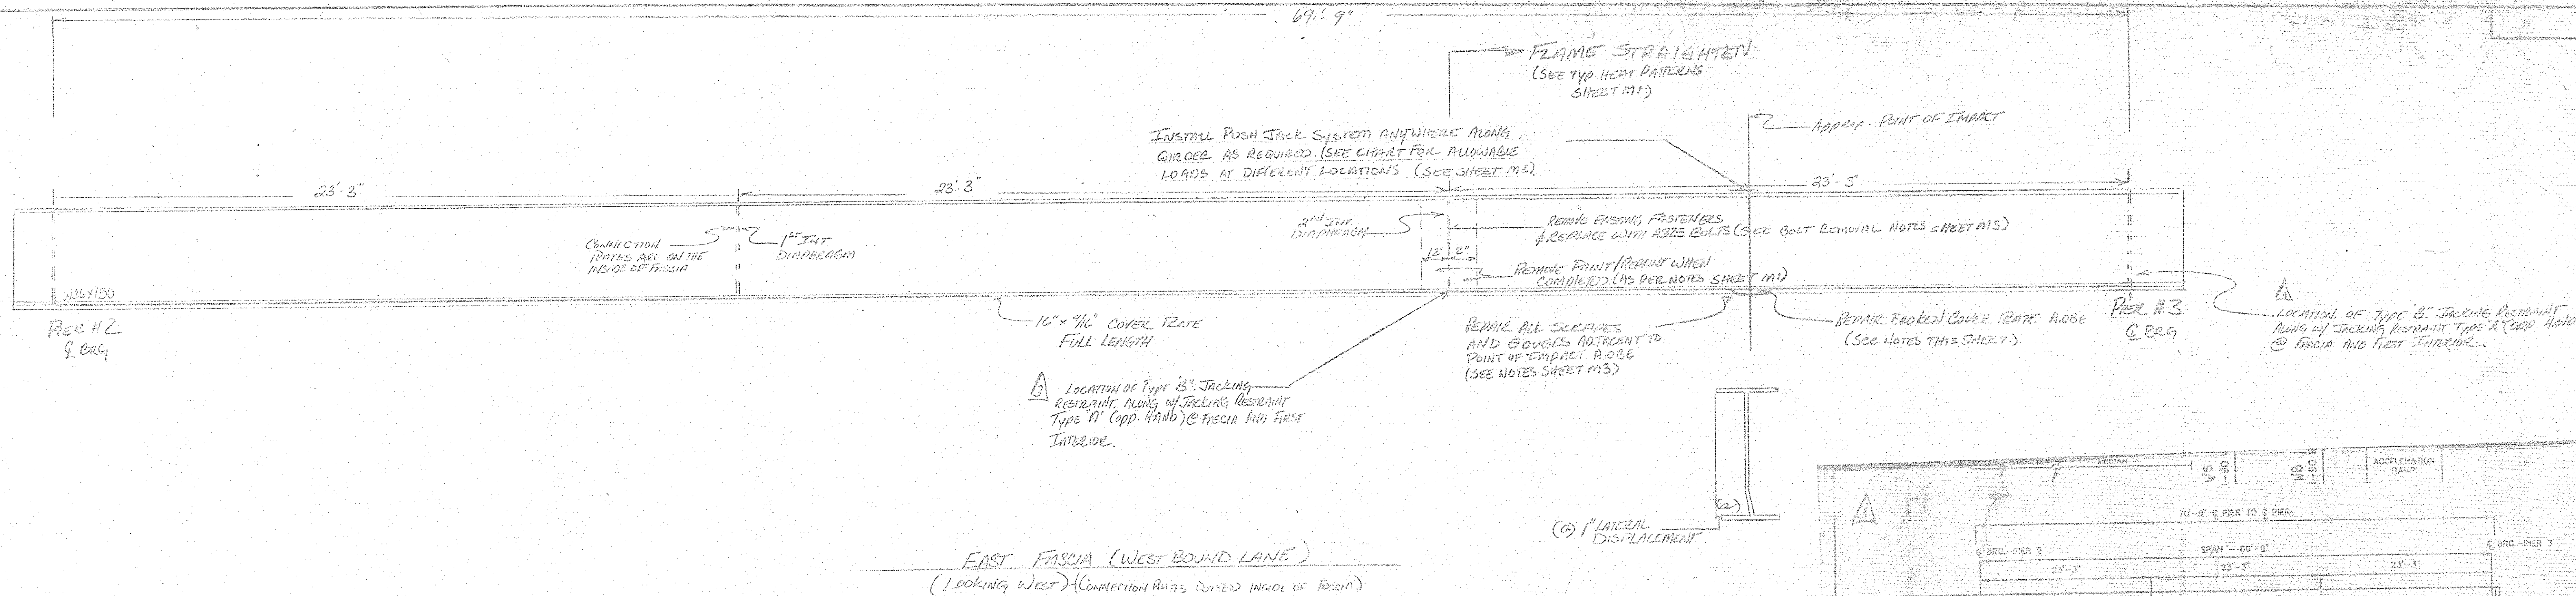 69'- 9"
FLAME STRAIGHTEN
(SEE TYP. HEAT PATTERNS
SHEET M1)
INSTALL PUSH JACK SYSTEM ANYWHERE ALONG
GIRDER AS REQUIRED. (SEE CHART FOR ALLOWABLE
LOADS AT DIFFERENT LOCATIONS (SEE SHEET M3)
APPROX. POINT OF IMPACT
23'-3"
23'-3"
23'-3"
CONNECTION
PLATES ARE ON THE
INSIDE OF FASCIA
1ST INT.
DIAPHRAGM
2ND INT.
DIAPHRAGM
12"
12"
REMOVE EXISTING FASTENERS
& REPLACE WITH A325 BOLTS (SEE BOLT REMOVAL NOTES SHEET M3)
REMOVE PAINT/REPAINT WHEN
COMPLETED (AS PER NOTES SHEET M1)
W36X150
PIER #2
℄ BRG.
16" x 9/16" COVER PLATE
FULL LENGTH
REPAIR ALL SCRAPES
AND GOUGES ADJACENT TO
POINT OF IMPACT AOBE
(SEE NOTES SHEET M3)
REPAIR BROKEN COVER PLATE AOBE
(SEE NOTES THIS SHEET.)
PIER #3
℄ BRG
LOCATION OF TYPE "B" JACKING RESTRAINT
ALONG W/ JACKING RESTRAINT TYPE "A" (OPP. HAND)
@ FASCIA AND FIRST INTERIOR.
3
LOCATION OF TYPE "B" JACKING
RESTRAINT ALONG W/ JACKING RESTRAINT
TYPE "A" (OPP. HAND) @ FASCIA AND FIRST
INTERIOR.
(a)
(a) 1" LATERAL
DISPLACEMENT
EAST FASCIA (WEST BOUND LANE)
(LOOKING WEST) (CONNECTION PLATES INSIDE OF FASCIA)
MEDIAN
I-90
I-90
ACCELERATION
RAMP
70'-9" ℄ PIER TO ℄ PIER
℄ BRG.-PIER 2
SPAN - 69'-9"
℄ BRG.-PIER 3
23'-3"
23'-3"
23'-3"